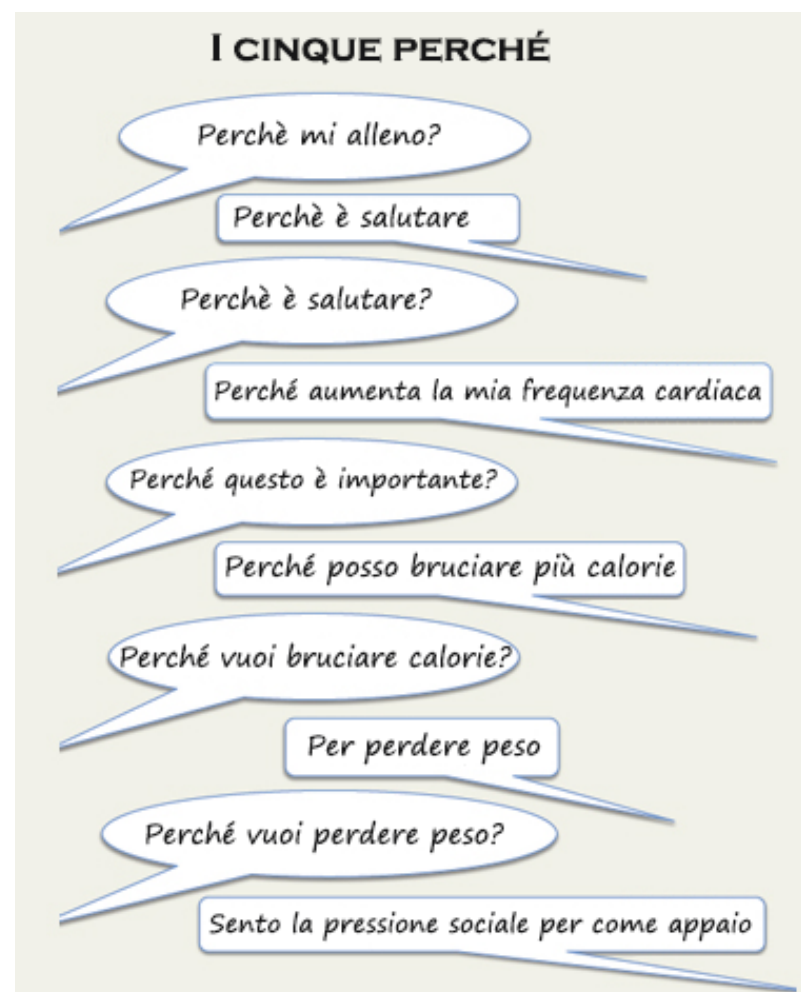 I CINQUE PERCHÉ
Perchè mi alleno?
Perchè è salutare
Perchè è salutare?
Perché aumenta la mia frequenza cardiaca
Perché questo è importante?
Perché posso bruciare più calorie
Perché vuoi bruciare calorie?
Per perdere peso
Perché vuoi perdere peso?
Sento la pressione sociale per come appaio